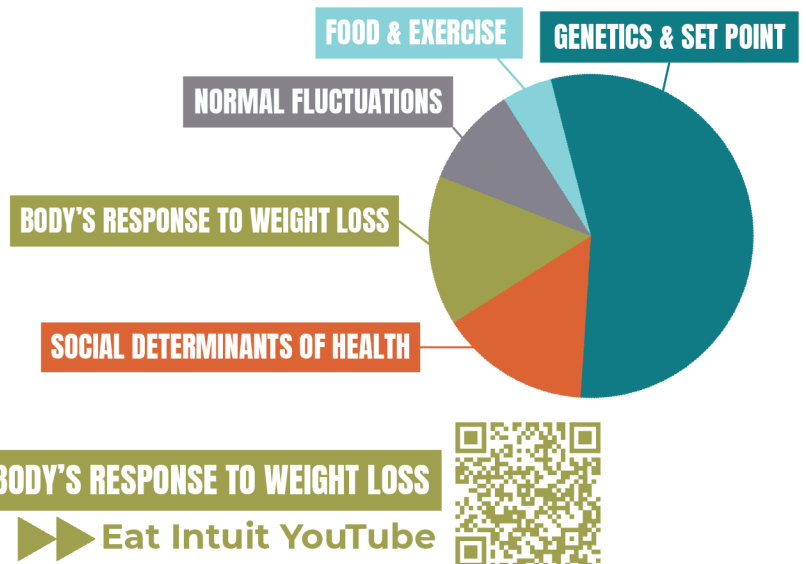 FOOD & EXERCISE
GENETICS & SET POINT
NORMAL FLUCTUATIONS
BODY'S RESPONSE TO WEIGHT LOSS
SOCIAL DETERMINANTS OF HEALTH
BODY'S RESPONSE TO WEIGHT LOSS
Eat Intuit YouTube